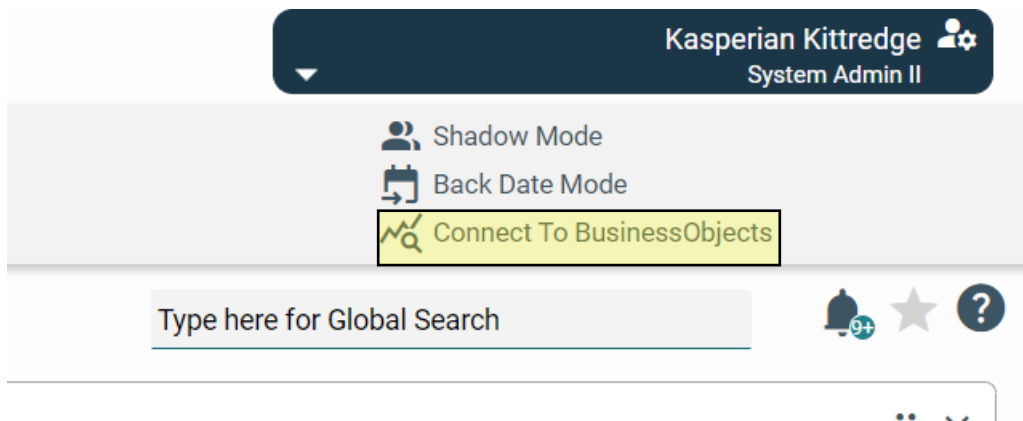 Kasperian Kittredge
System Admin II
Shadow Mode
Back Date Mode
Connect To BusinessObjects
Type here for Global Search
9+
?